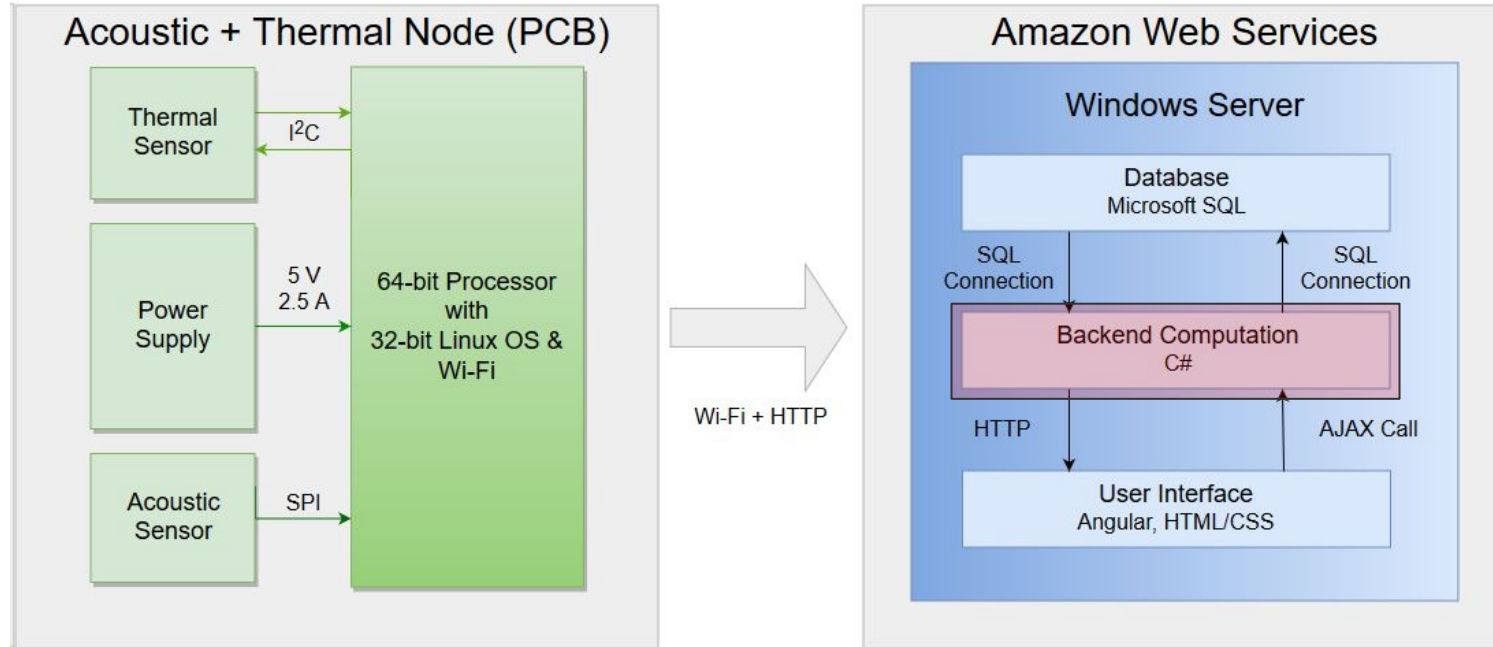 Acoustic + Thermal Node (PCB)
Thermal
Sensor
I²C
Power
Supply
5 V
2.5 A
64-bit Processor
with
32-bit Linux OS &
Wi-Fi
Acoustic
Sensor
SPI
Wi-Fi + HTTP
Amazon Web Services
Windows Server
Database
Microsoft SQL
SQL
Connection
SQL
Connection
Backend Computation
C#
HTTP
AJAX Call
User Interface
Angular, HTML/CSS